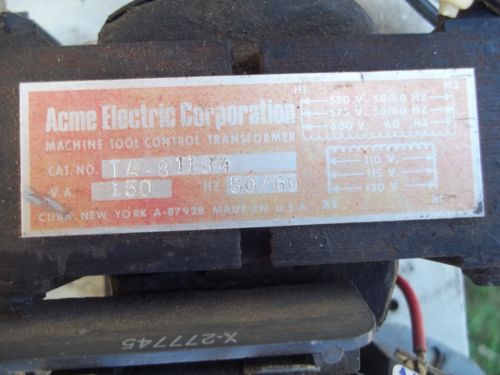 Acme Electric Corporation
MACHINE TOOL CONTROL TRANSFORMER
CAT. NO. TA-81184
V.A. 150 HZ 50/60
CUBA, NEW YORK A-87928 MADE IN U.S.A.
H1 H2
550 V. 50/60 HZ
575 V. 50/60 HZ
600 V. 60 HZ
110 V.
115 V.
120 V.
X2 X1
X-277745